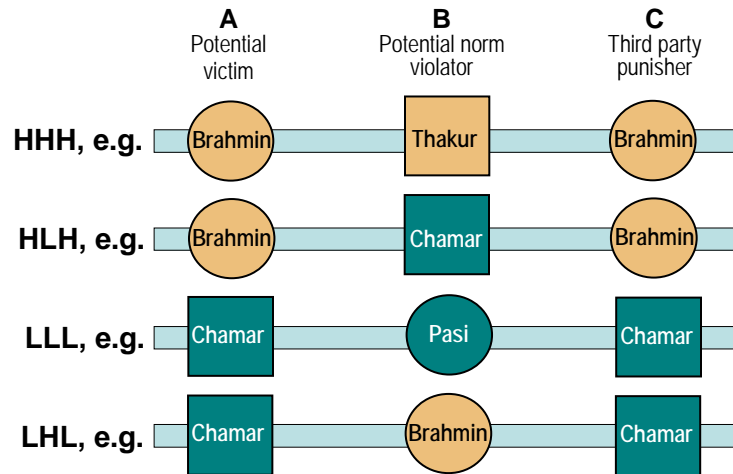 A
Potential
victim
B
Potential norm
violator
C
Third party
punisher
HHH, e.g.
Brahmin
Thakur
Brahmin
HLH, e.g.
Brahmin
Chamar
Brahmin
LLL, e.g.
Chamar
Pasi
Chamar
LHL, e.g.
Chamar
Brahmin
Chamar